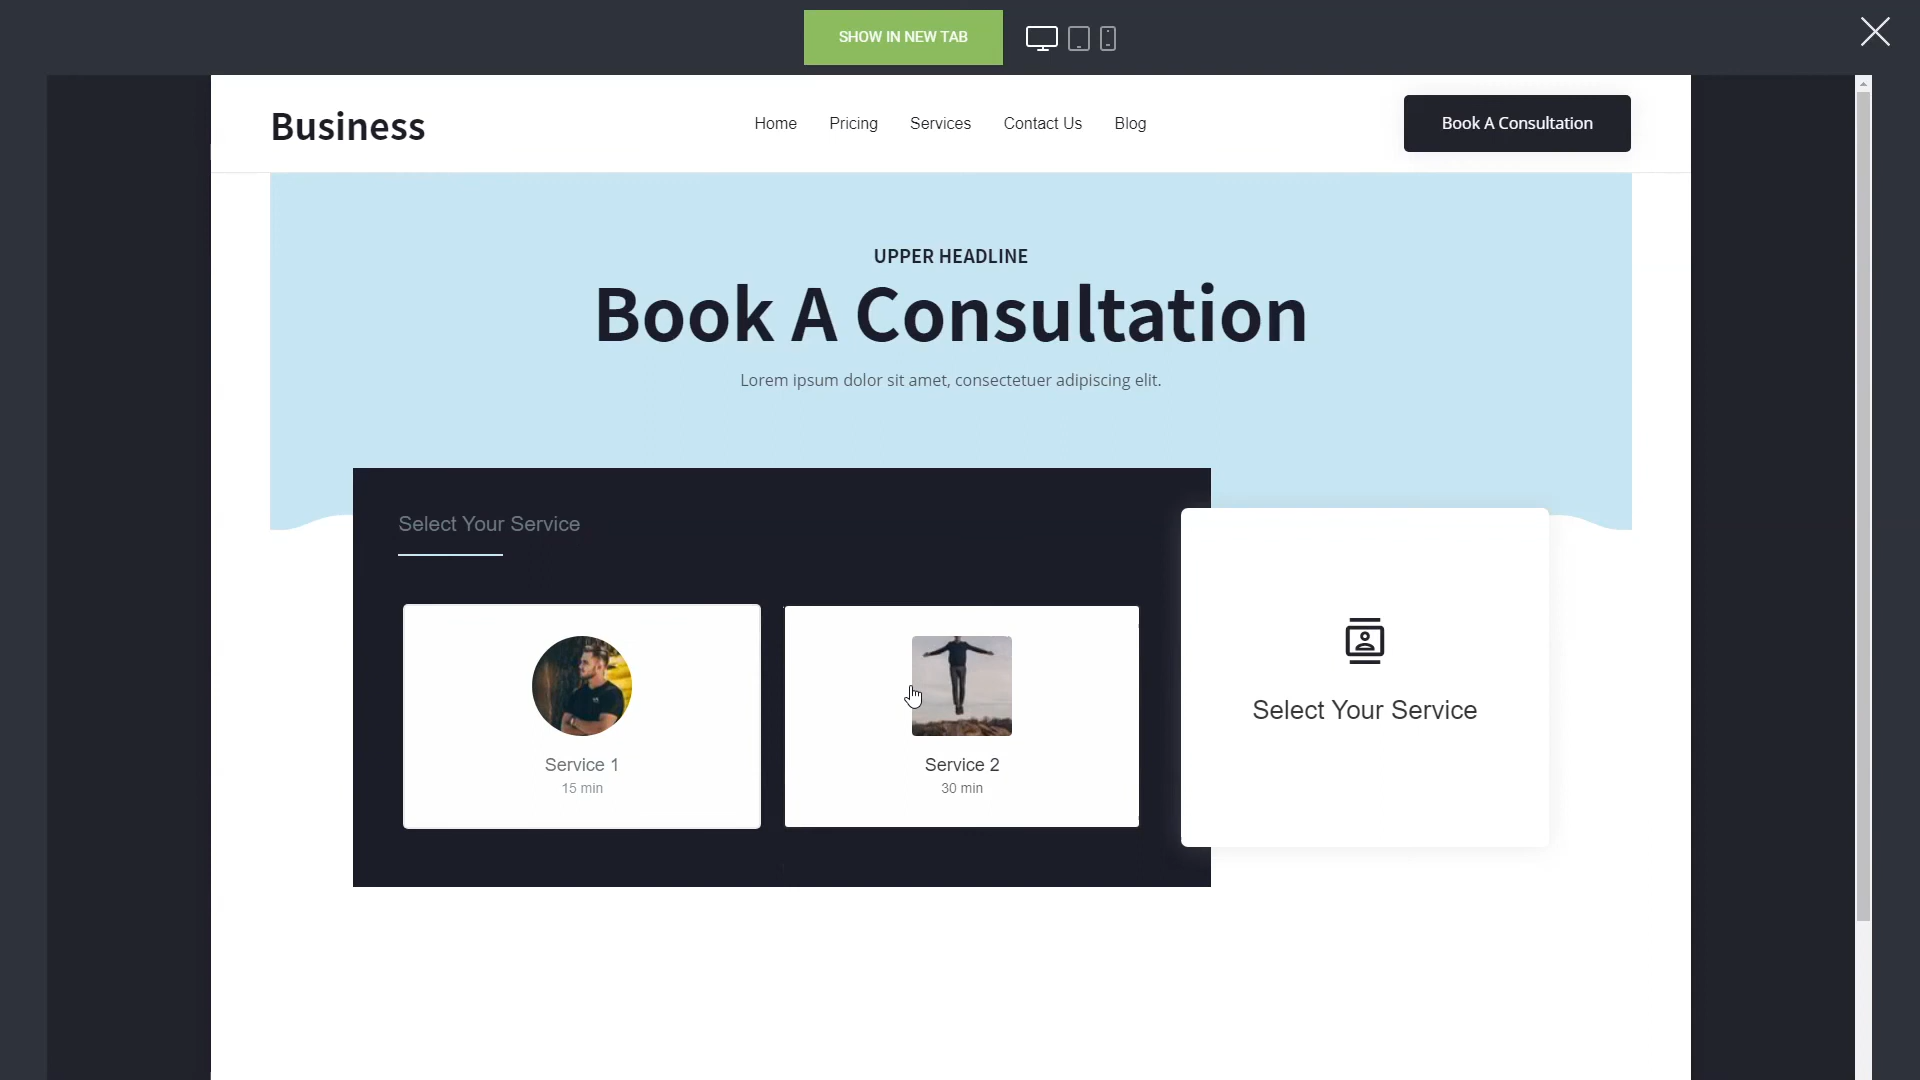 SHOW IN NEW TAB
Business
Home Pricing Services Contact Us Blog
Book A Consultation
UPPER HEADLINE
Book A Consultation
Lorem ipsum dolor sit amet, consectetuer adipiscing elit.
Select Your Service
Service 1
15 min
Service 2
30 min
Select Your Service